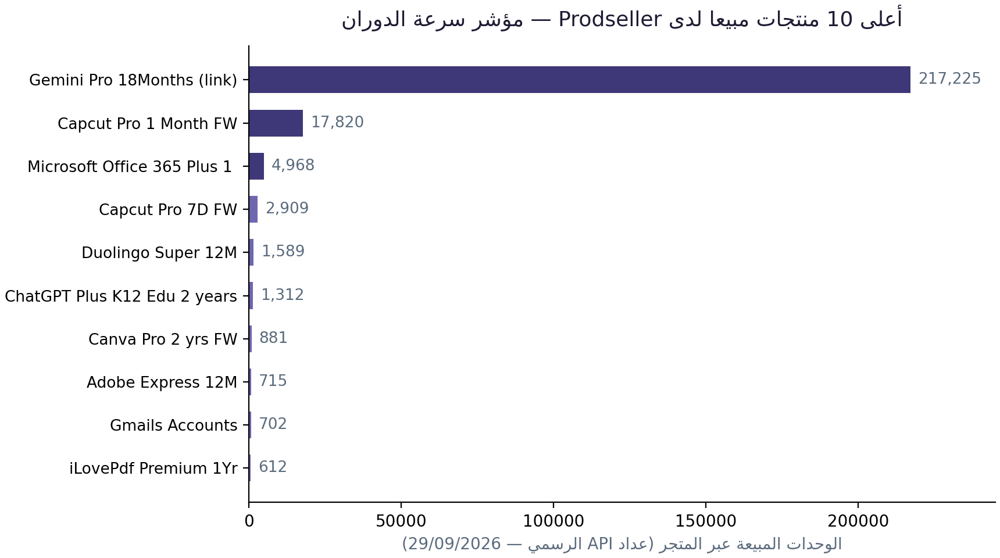 أعلى 10 منتجات مبيعا لدى Prodseller — مؤشر سرعة الدوران
Gemini Pro 18Months (link) 217,225
Capcut Pro 1 Month FW 17,820
Microsoft Office 365 Plus 1 4,968
Capcut Pro 7D FW 2,909
Duolingo Super 12M 1,589
ChatGPT Plus K12 Edu 2 years 1,312
Canva Pro 2 yrs FW 881
Adobe Express 12M 715
Gmails Accounts 702
iLovePdf Premium 1Yr 612
0 50000 100000 150000 200000
الوحدات المبيعة عبر المتجر (عداد API الرسمي — 29/09/2026)